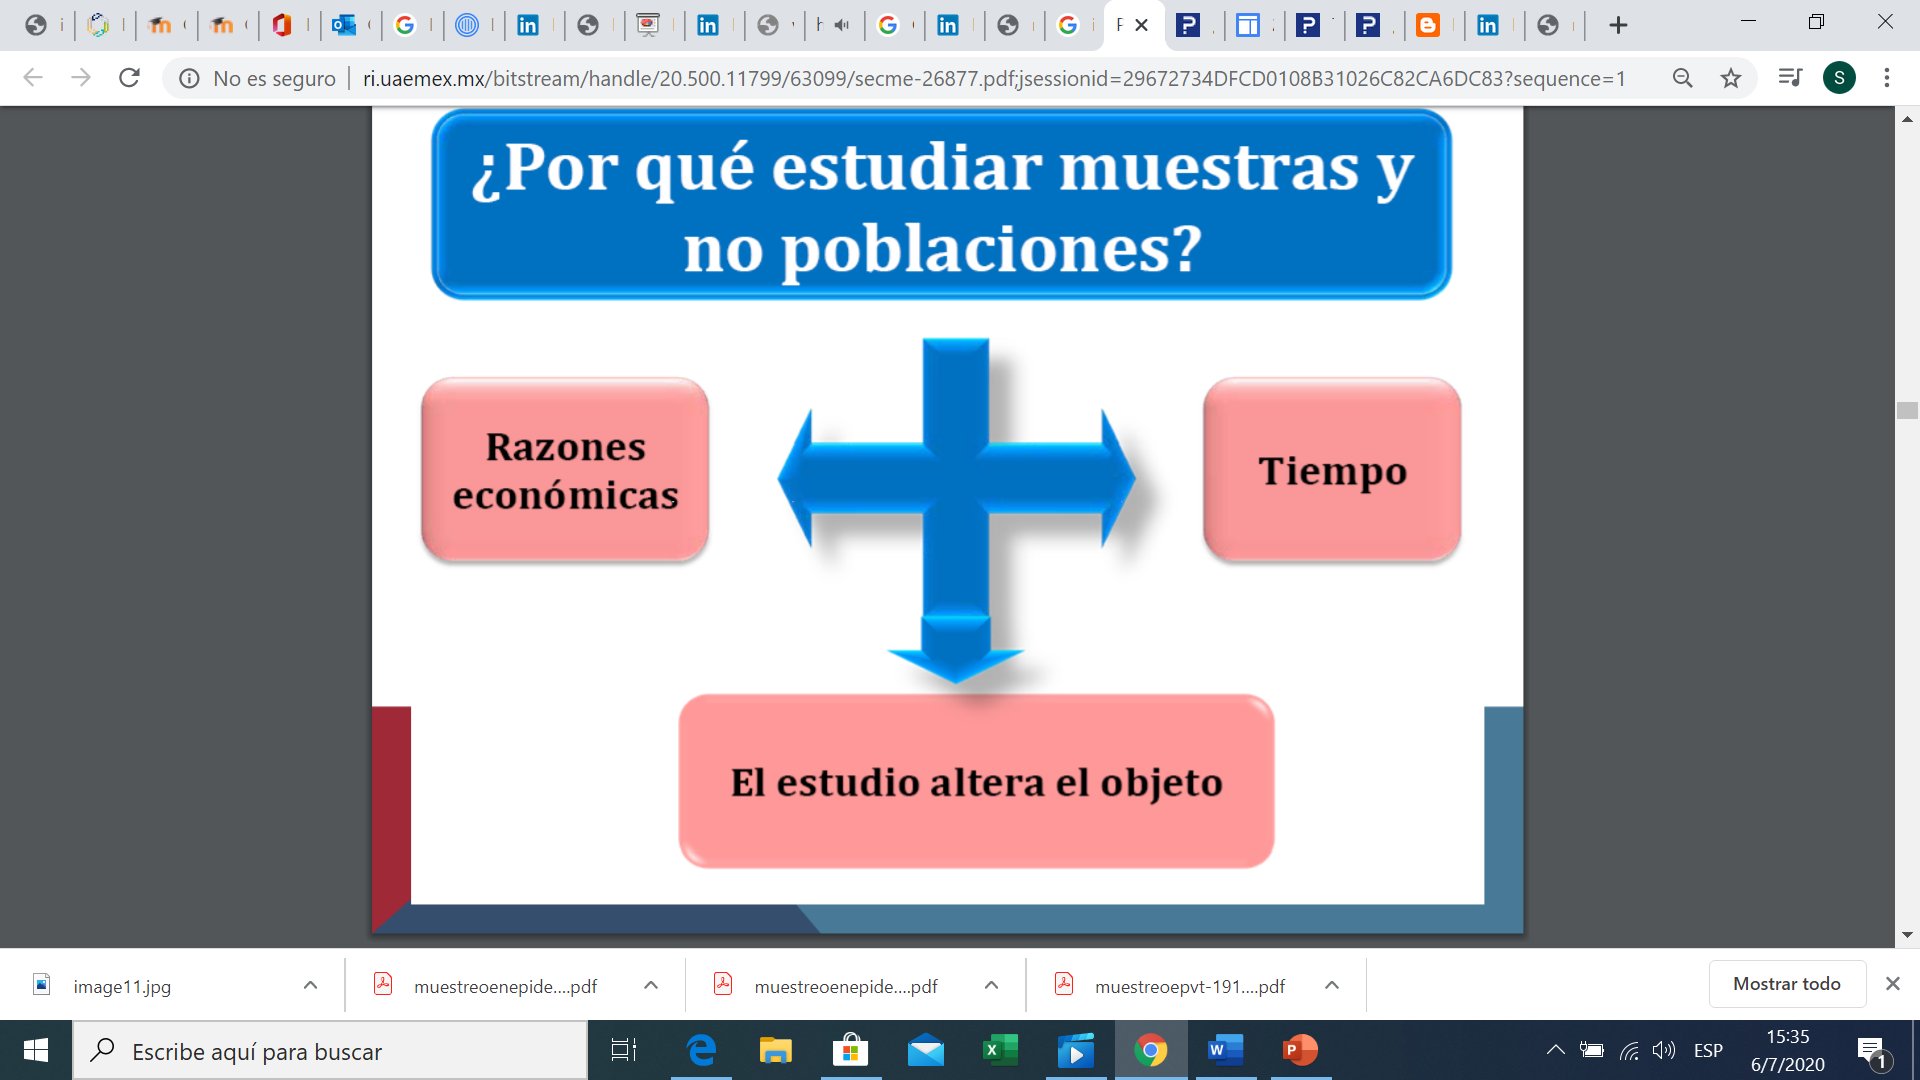 No es seguro
ri.uaemex.mx/bitstream/handle/20.500.11799/63099/secme-26877.pdf;jsessionid=29672734DFCD0108B31026C82CA6DC83?sequence=1
S
¿Por qué estudiar muestras y
no poblaciones?
Razones
económicas
Tiempo
El estudio altera el objeto
image11.jpg
muestreoenepide....pdf
muestreoenepide....pdf
muestreoepvt-191....pdf
Mostrar todo
Escribe aquí para buscar
ESP
15:35
6/7/2020
1